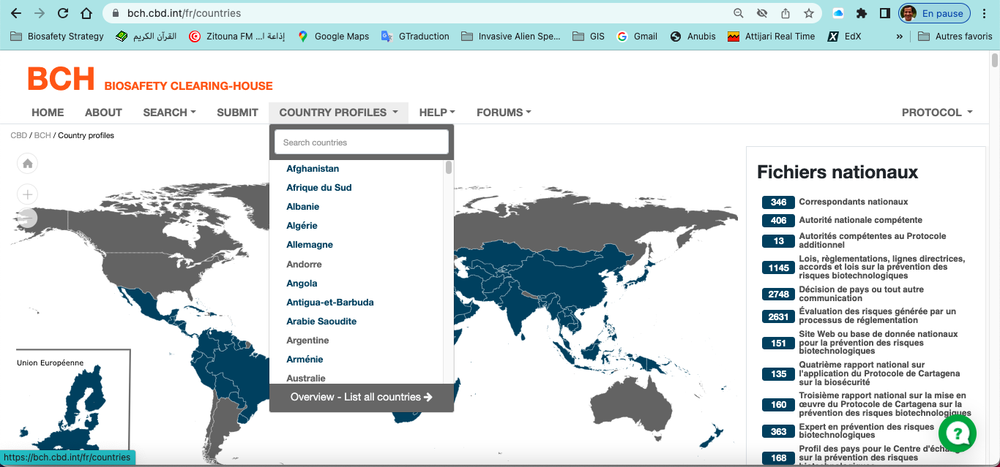 bch.cbd.int/fr/countries
En pause
Biosafety Strategy
القرآن الكريم
Zitouna FM ... إذاعة ا
Google Maps
GTraduction
Invasive Alien Spe...
GIS
Gmail
Anubis
Attijari Real Time
EdX
»
Autres favoris
BCH BIOSAFETY CLEARING-HOUSE
HOME
ABOUT
SEARCH
SUBMIT
COUNTRY PROFILES
HELP
FORUMS
PROTOCOL
CBD / BCH / Country profiles
Search countries
Afghanistan
Afrique du Sud
Albanie
Algérie
Allemagne
Andorre
Angola
Antigua-et-Barbuda
Arabie Saoudite
Argentine
Arménie
Australie
Overview - List all countries
Union Européenne
Fichiers nationaux
346 Correspondants nationaux
406 Autorité nationale compétente
13 Autorités compétentes au Protocole
additionnel
1145 Lois, règlementations, lignes directrices,
accords et lois sur la prévention des
risques biotechnologiques
2748 Décision de pays ou tout autre
communication
2631 Évaluation des risques générée par un
processus de réglementation
151 Site Web ou base de donnée nationaux
pour la prévention des risques
biotechnologiques
135 Quatrième rapport national sur
l'application du Protocole de Cartagena
sur la biosécurité
160 Troisième rapport national sur la mise en
œuvre du Protocole de Cartagena sur la
prévention des risques biotechnologiques
363 Expert en prévention des risques
biotechnologiques
168 Profil des pays pour le Centre d'échan
sur la prévention des risques
https://bch.cbd.int/fr/countries